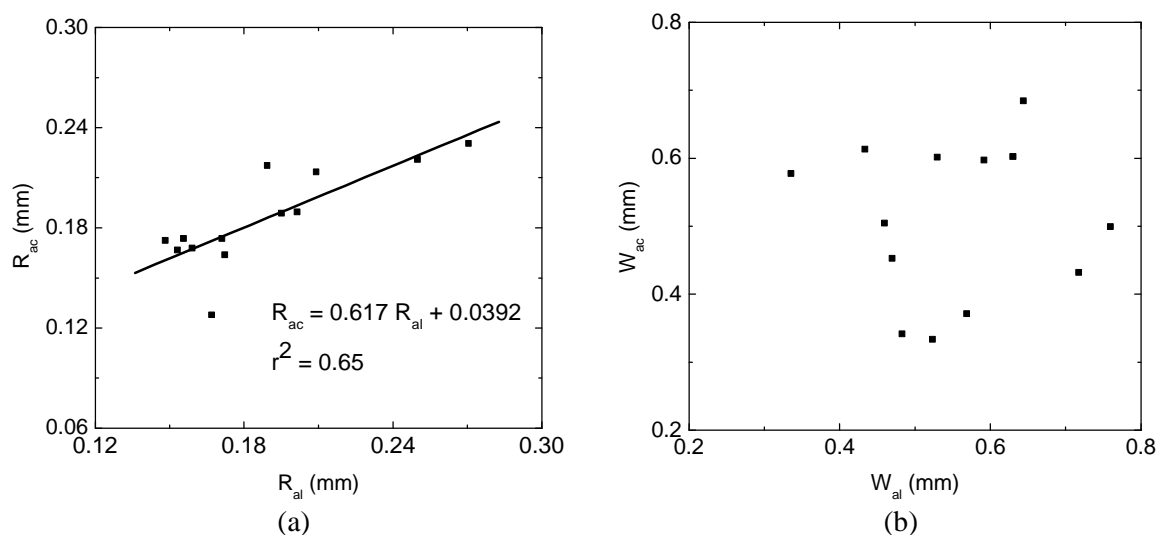 0.30
0.24
0.18
0.12
0.06
R_ac (mm)
R_ac = 0.617 R_al + 0.0392
r^2 = 0.65
0.12 0.18 0.24 0.30
R_al (mm)
(a)
0.8
0.6
0.4
0.2
W_ac (mm)
0.2 0.4 0.6 0.8
W_al (mm)
(b)